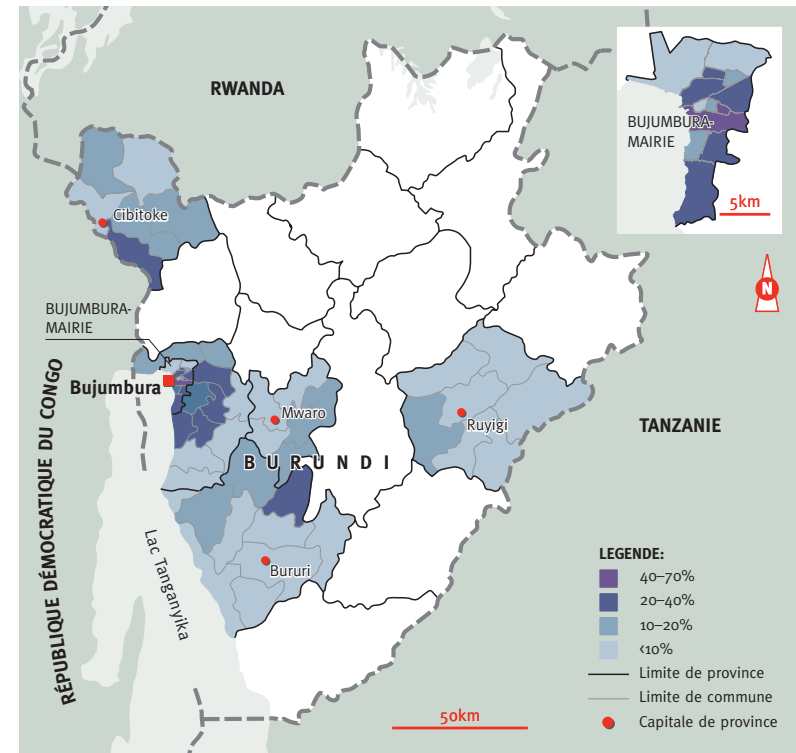 RWANDA
BUJUMBURA-
MAIRIE
5km
N
Cibitoke
BUJUMBURA-
MAIRIE
Bujumbura
Mwaro
Ruyigi
TANZANIE
BURUNDI
RÉPUBLIQUE DÉMOCRATIQUE DU CONGO
Lac Tanganyika
Bururi
LEGENDE:
40–70%
20–40%
10–20%
<10%
Limite de province
Limite de commune
Capitale de province
50km